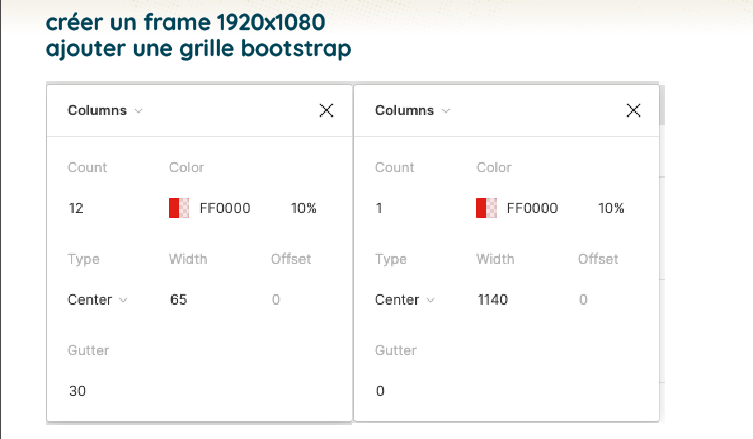 créer un frame 1920x1080
ajouter une grille bootstrap
Columns
Count Color
12 FF0000 10%
Type Width Offset
Center 65 0
Gutter
30
Columns
Count Color
1 FF0000 10%
Type Width Offset
Center 1140 0
Gutter
0